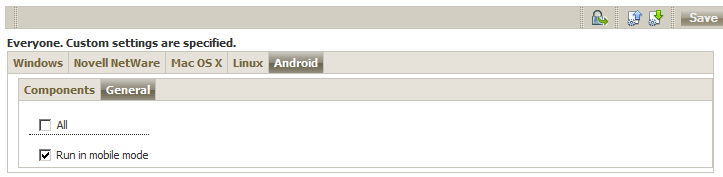 Save
Everyone. Custom settings are specified.
Windows Novell NetWare Mac OS X Linux Android
Components General
All
Run in mobile mode